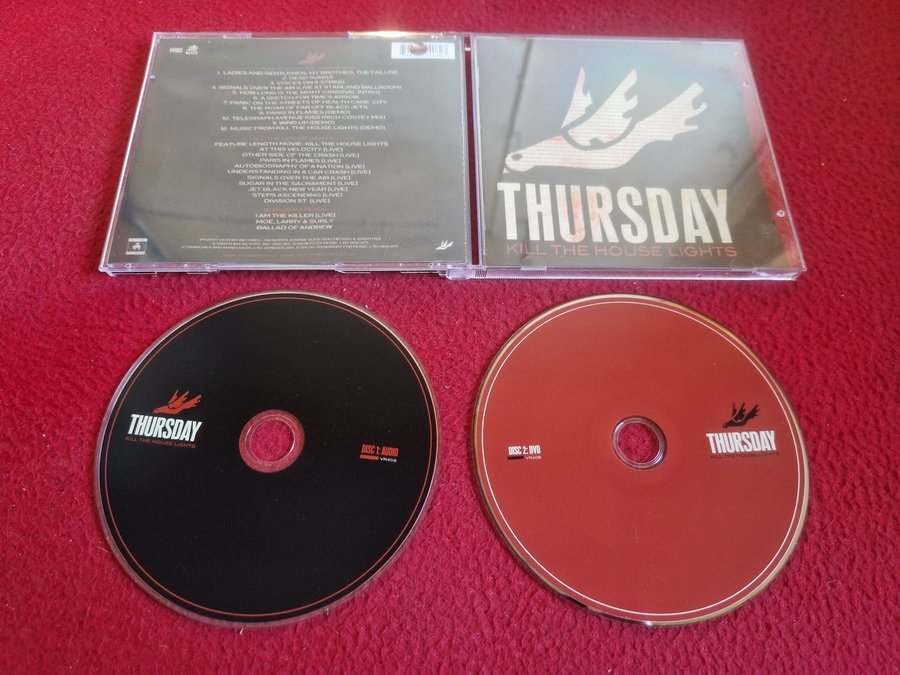 1. LADIES AND GENTLEMEN: MY BROTHER, THE FAILURE
2. DEAD SONGS
3. VOICES ON A STRING
4. SIGNALS OVER THE AIR (LIVE AT STARLAND BALLROOM)
5. HOW LONG IS THE NIGHT (ORIGINAL INTRO)
6. A SKETCH FOR TIME'S ARROW
7. PANIC ON THE STREETS OF HEALTH CARE CITY
8. THE ROAR OF FAR OFF BLACK JETS
9. PARIS IN FLAMES (DEMO)
10. TELEGRAPH AVENUE KISS (RICH COSTEY MIX)
11. WIND UP (DEMO)
12. MUSIC FROM KILL THE HOUSE LIGHTS (DEMO)
FEATURE LENGTH MOVIE: KILL THE HOUSE LIGHTS
AT THIS VELOCITY [LIVE]
OTHER SIDE OF THE CRASH [LIVE]
PARIS IN FLAMES [LIVE]
AUTOBIOGRAPHY OF A NATION [LIVE]
UNDERSTANDING IN A CAR CRASH [LIVE]
SIGNALS OVER THE AIR [LIVE]
SUGAR IN THE SACRAMENT [LIVE]
JET BLACK NEW YEAR [LIVE]
STEPS ASCENDING [LIVE]
DIVISION ST. [LIVE]
I AM THE KILLER [LIVE]
MOE, LARRY & SURLY
BALLAD OF ANDREW
THURSDAY
KILL THE HOUSE LIGHTS
THURSDAY
KILL THE HOUSE LIGHTS
DISC 1: AUDIO
VR402
DISC 2: DVD
THURSDAY
KILL THE HOUSE LIGHTS